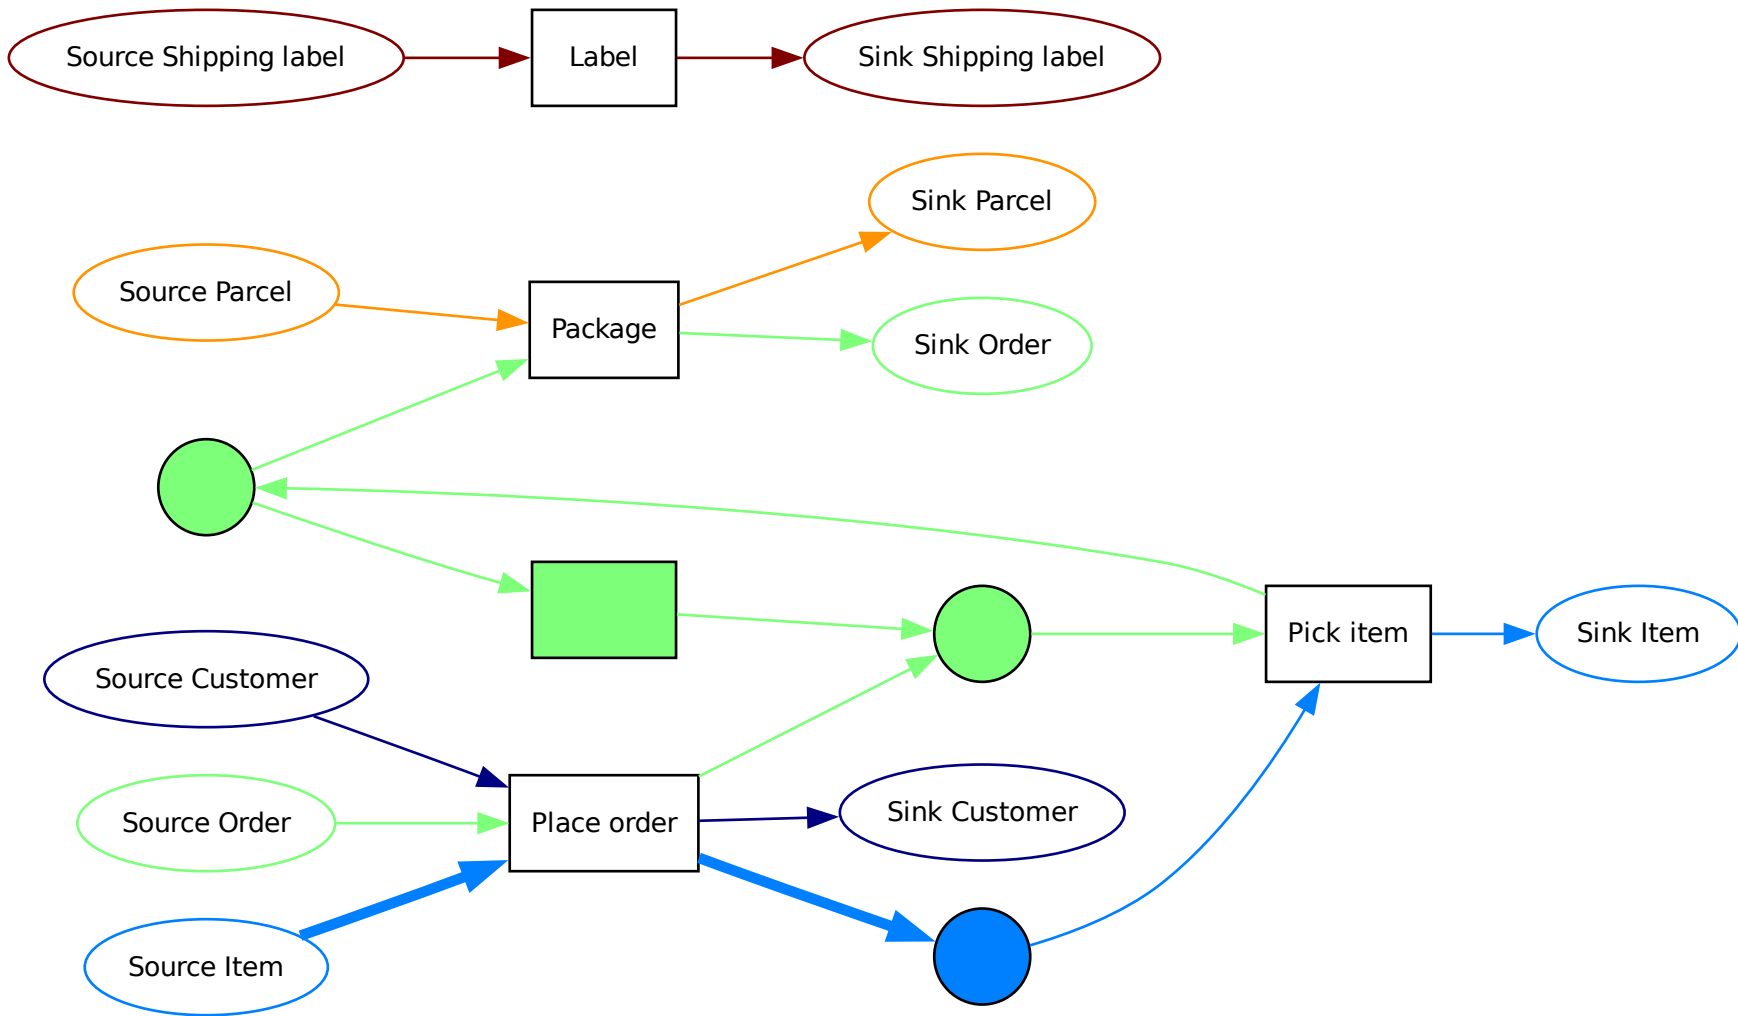 Source Shipping label
Label
Sink Shipping label
Sink Parcel
Source Parcel
Package
Sink Order
Pick item
Sink Item
Source Customer
Source Order
Place order
Sink Customer
Source Item